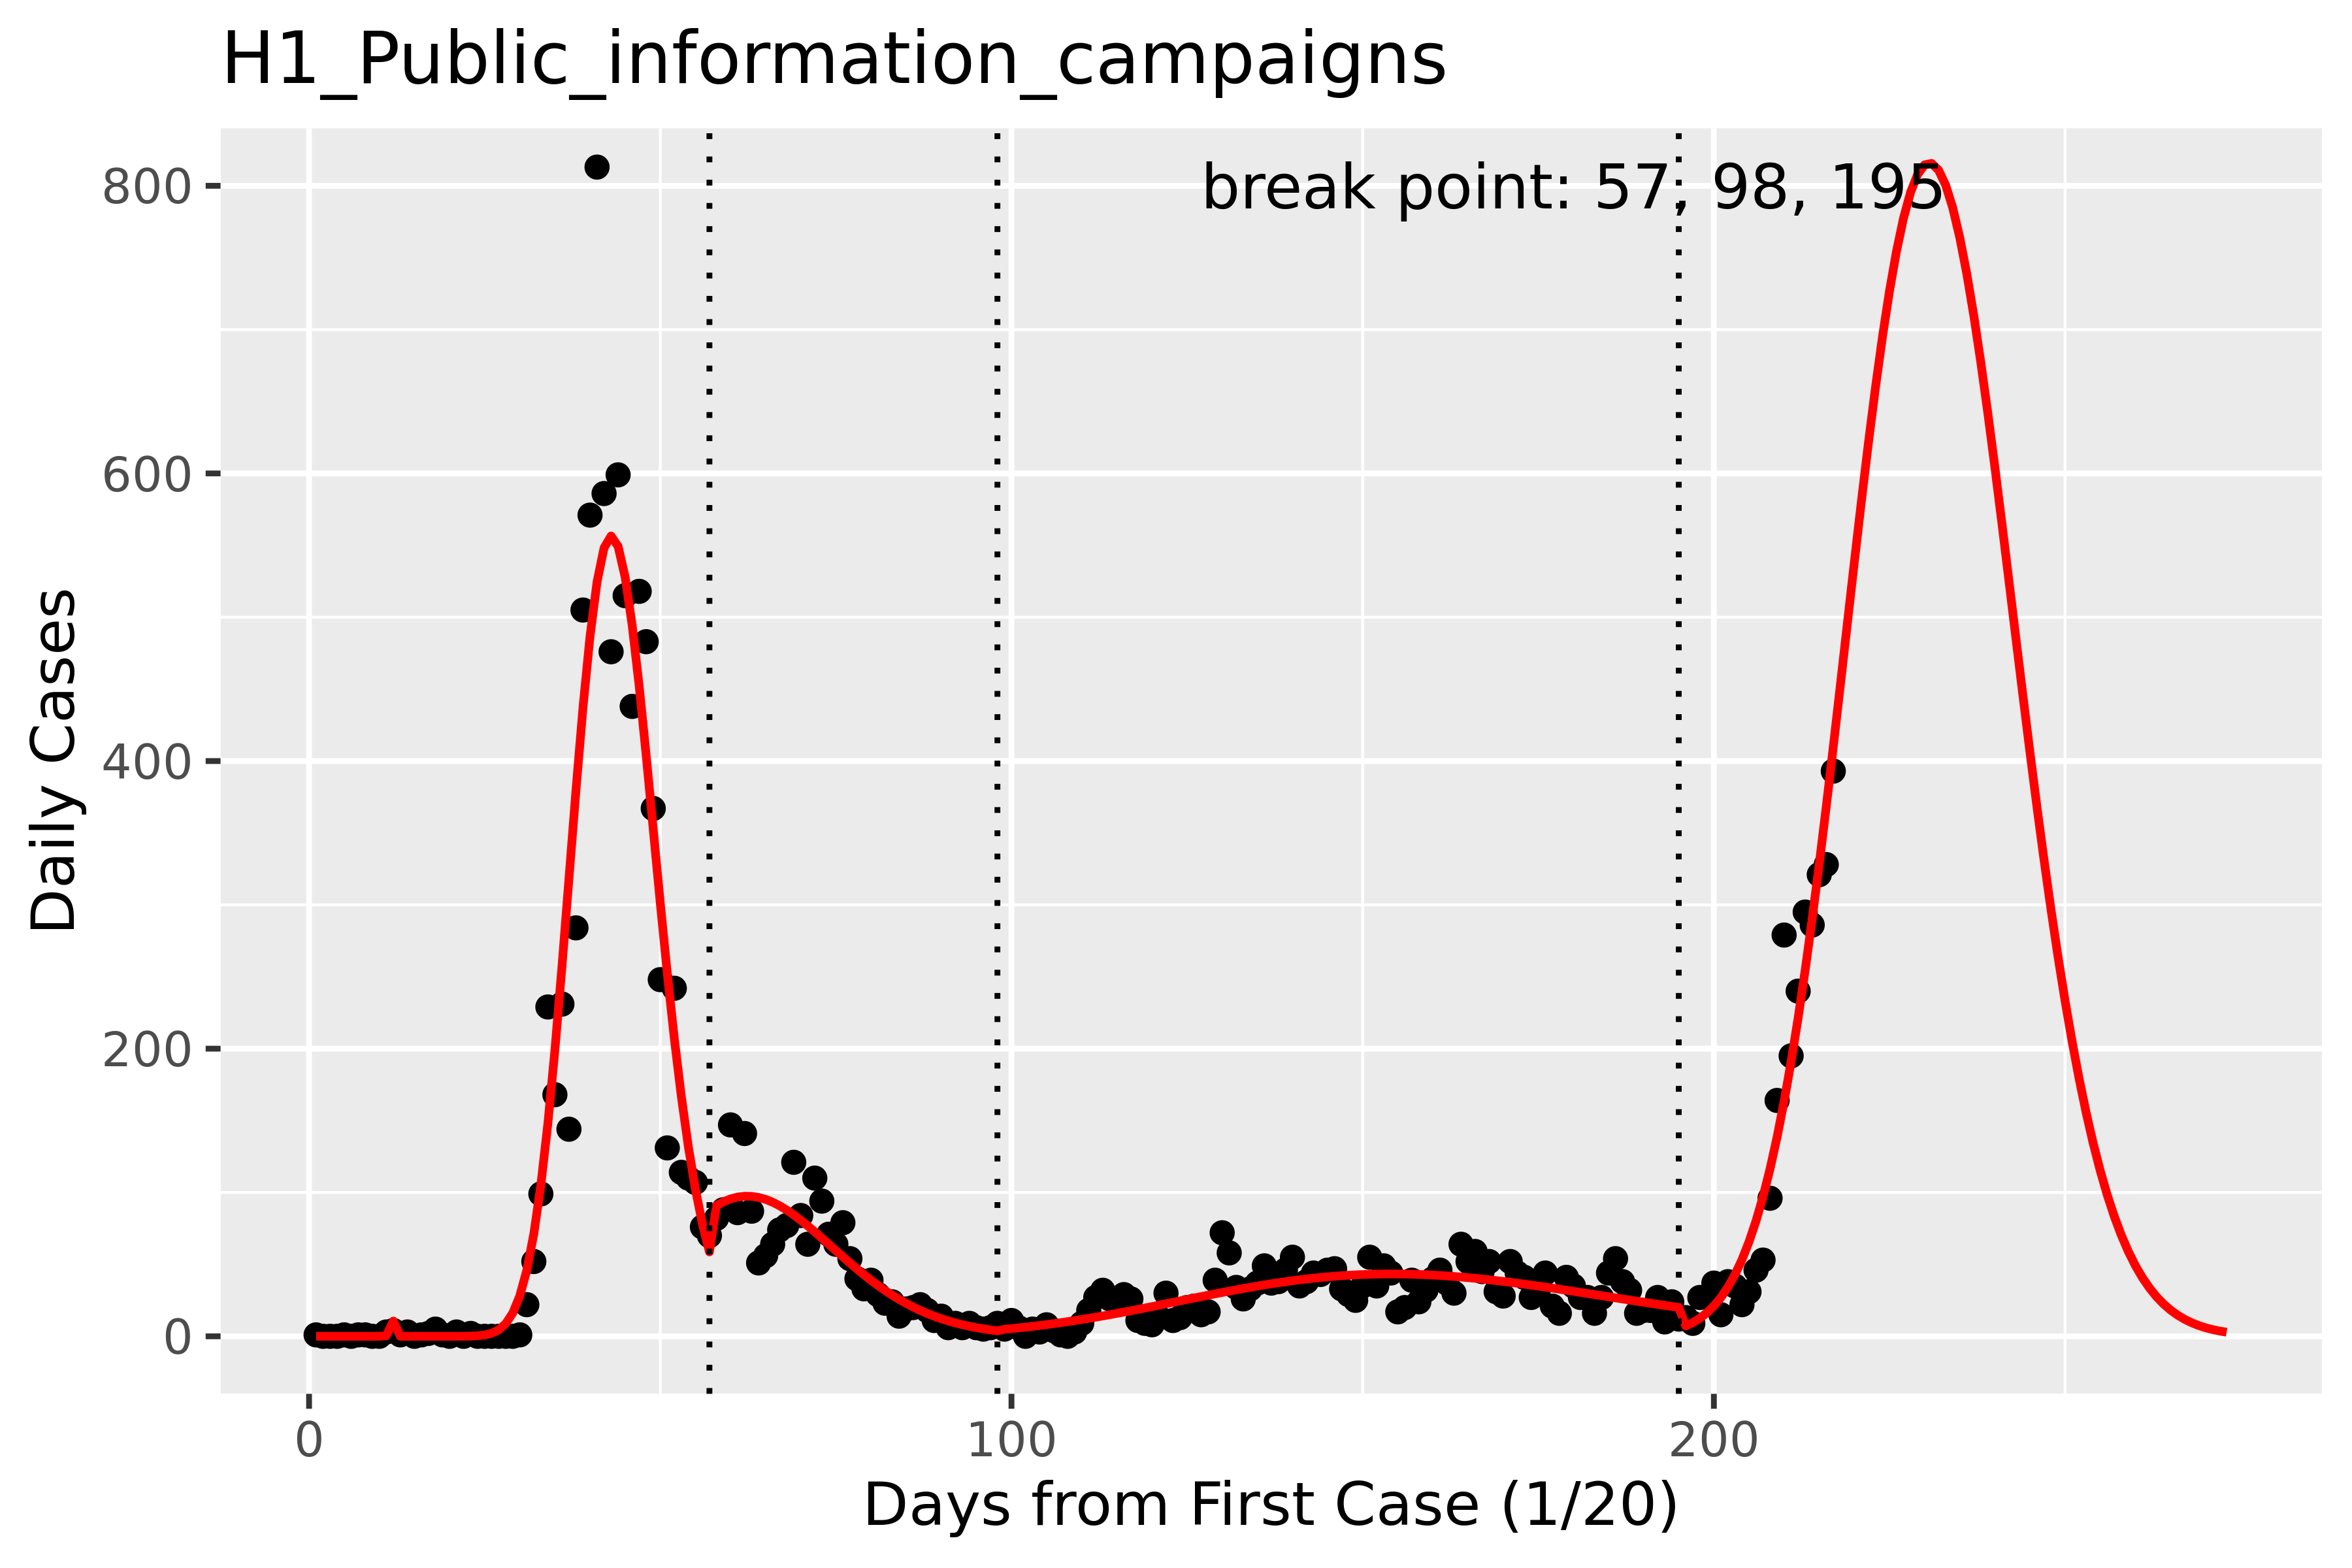 H1_Public_information_campaigns
break point: 57, 98, 195
800
600
400
200
0
Daily Cases
0
100
200
Days from First Case (1/20)